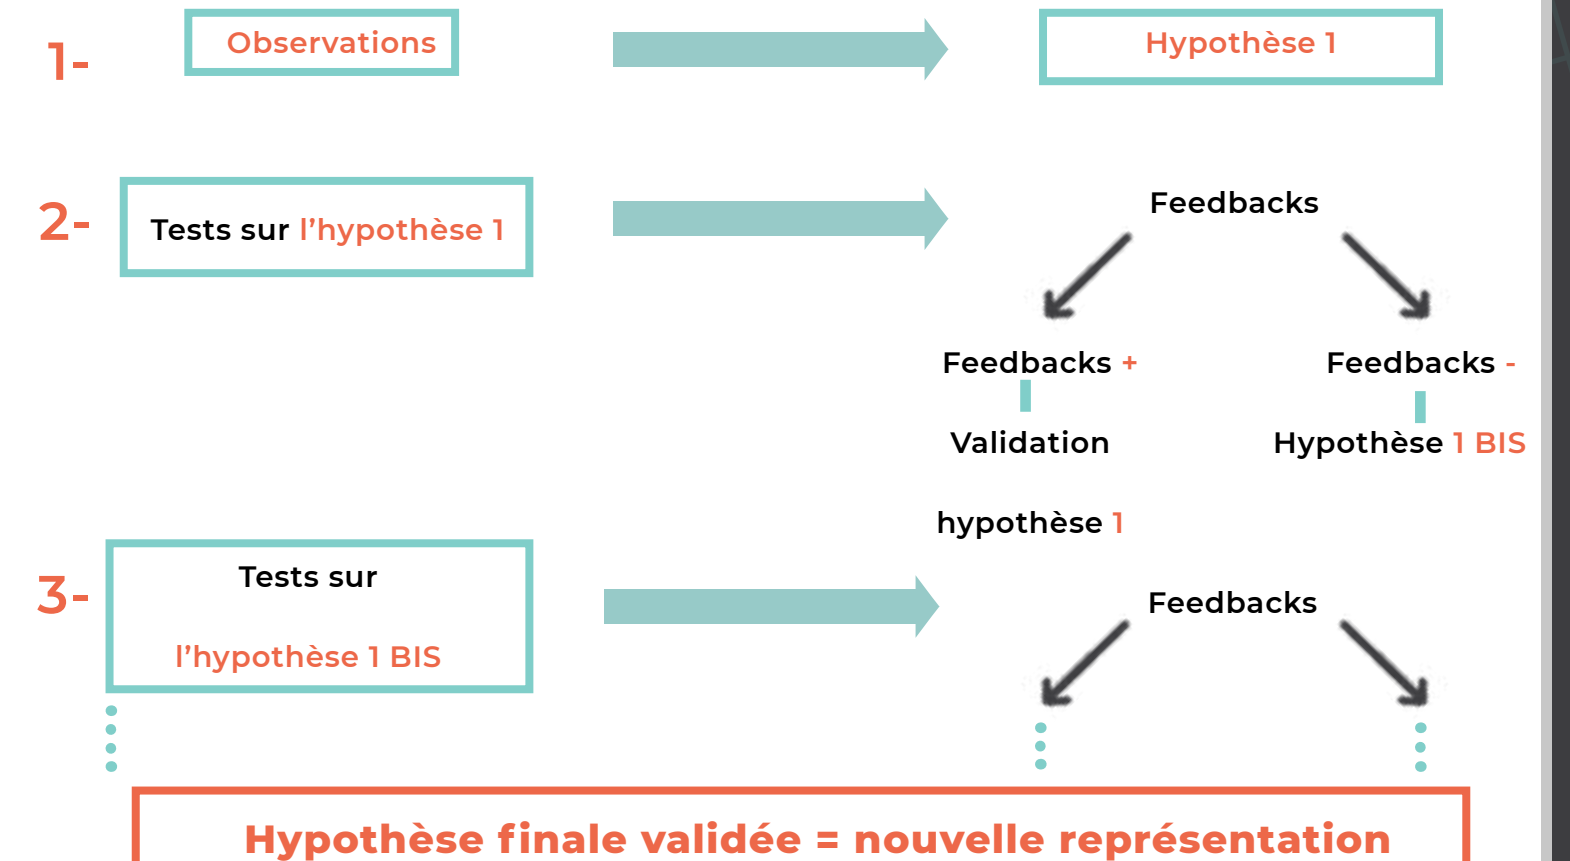 1-
Observations
Hypothèse 1
2-
Tests sur l’hypothèse 1
Feedbacks
Feedbacks +
Feedbacks -
Validation
Hypothèse 1 BIS
hypothèse 1
3-
Tests sur
l’hypothèse 1 BIS
Feedbacks
Hypothèse finale validée = nouvelle représentation